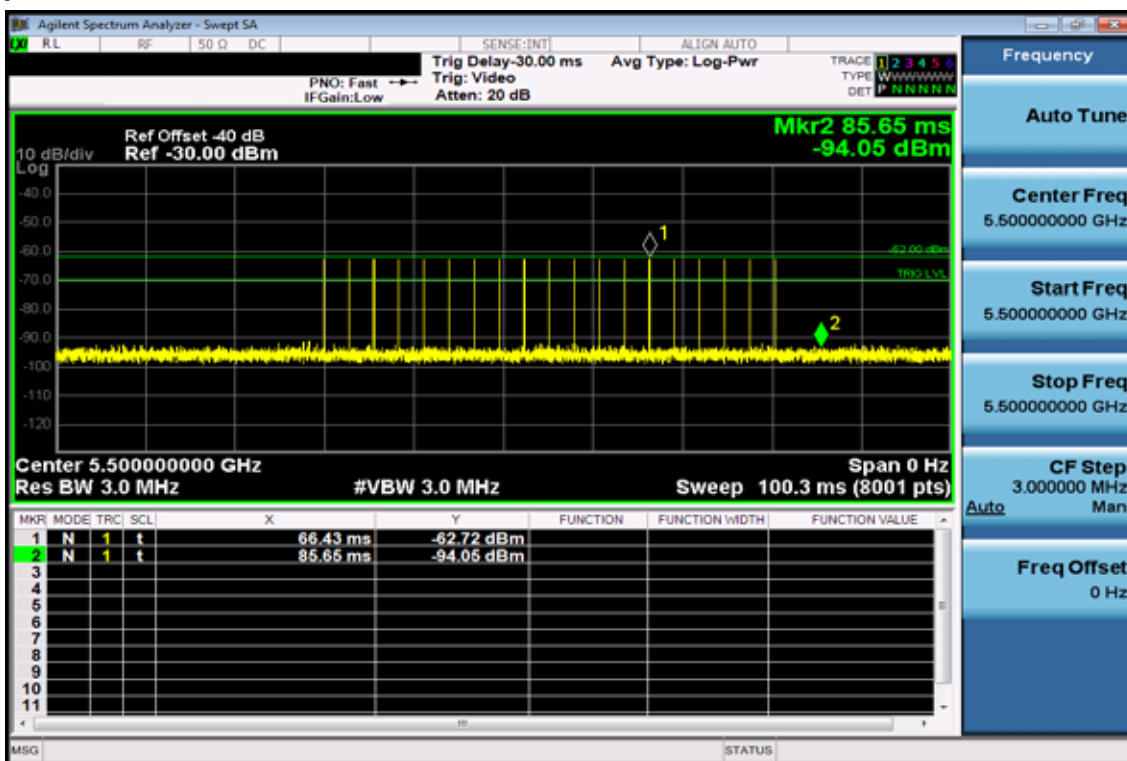 Agilent Spectrum Analyzer - Swept SA
RL RF 50 Ω DC SENSE:INT ALIGN AUTO
PNO: Fast
IFGain:Low
Trig Delay-30.00 ms
Trig: Video
Atten: 20 dB
Avg Type: Log-Pwr
TRACE 1 2 3 4 5 6
TYPE WWWWWWW
DET P N N N N N
Mkr2 85.65 ms
-94.05 dBm
Ref Offset -40 dB
10 dB/div Ref -30.00 dBm
Log
-40.0
-50.0
1
-60.0
-62.00 dBm
-70.0
TRIG LVL
-80.0
2
-90.0
-100
-110
-120
Center 5.500000000 GHz Span 0 Hz
Res BW 3.0 MHz #VBW 3.0 MHz Sweep 100.3 ms (8001 pts)
MKR MODE TRC SCL X Y FUNCTION FUNCTION WIDTH FUNCTION VALUE
1 N 1 t 66.43 ms -62.72 dBm
2 N 1 t 85.65 ms -94.05 dBm
3
4
5
6
7
8
9
10
11
MSG STATUS
Frequency
Auto Tune
Center Freq
5.500000000 GHz
Start Freq
5.500000000 GHz
Stop Freq
5.500000000 GHz
CF Step
3.000000 MHz
Auto Man
Freq Offset
0 Hz